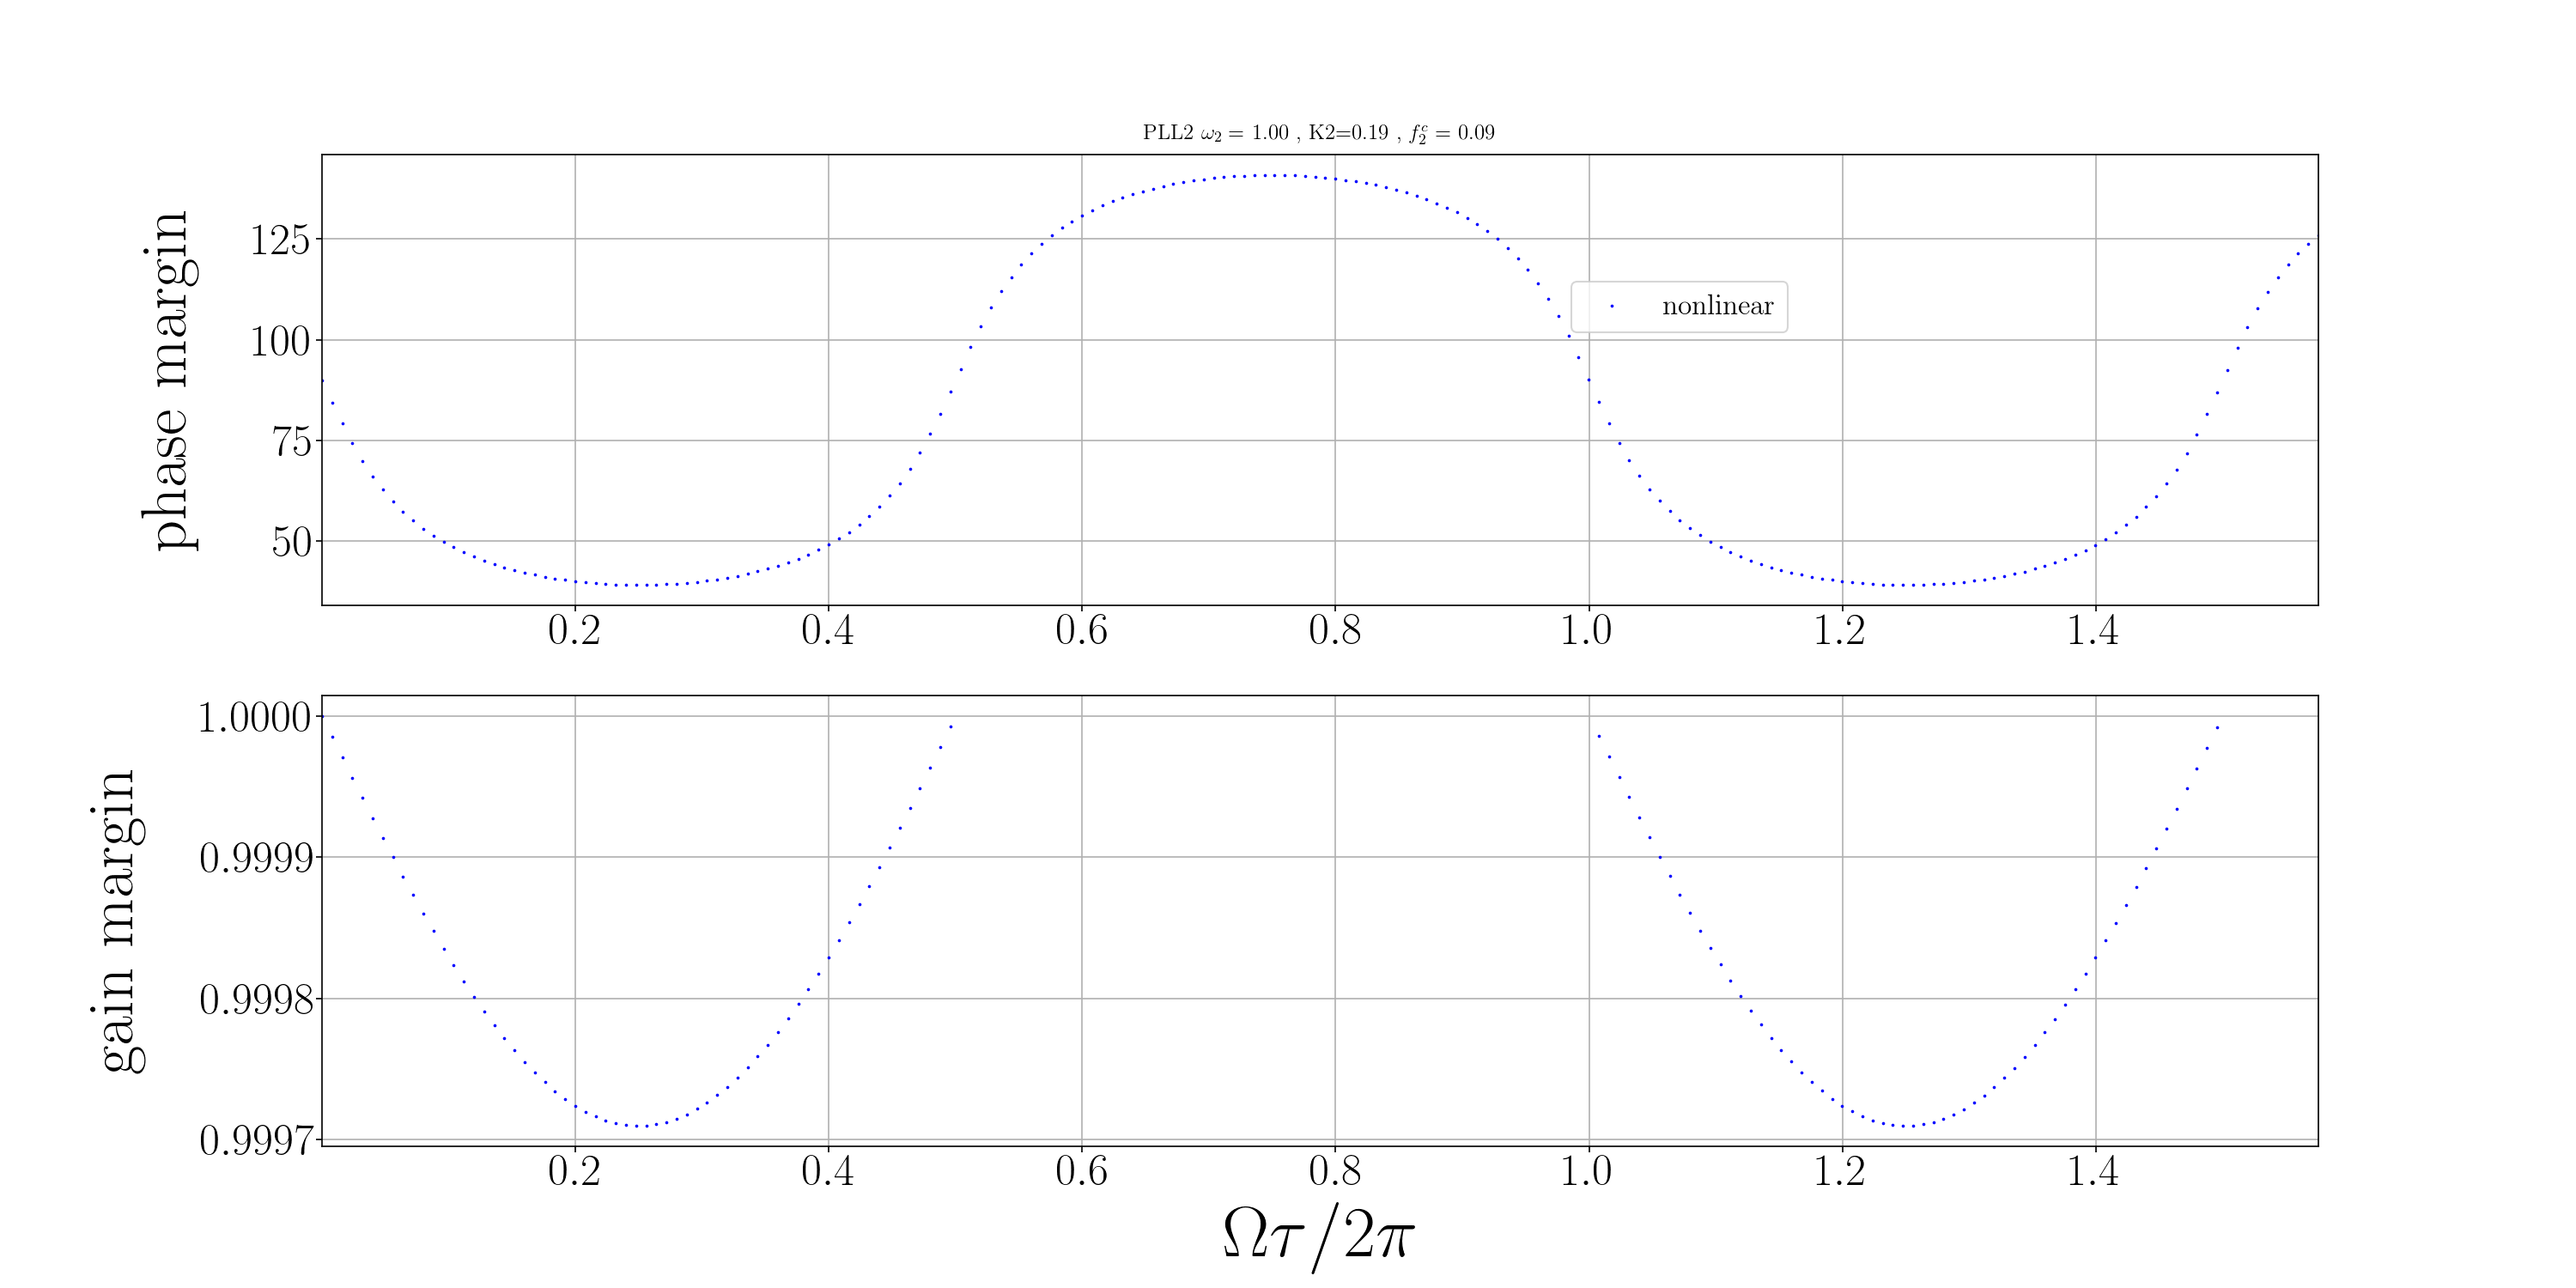 PLL2 ω₂ = 1.00 , K2=0.19 , f₂ᶜ = 0.09
phase margin
125
100
75
50
nonlinear
0.2 0.4 0.6 0.8 1.0 1.2 1.4
gain margin
1.0000
0.9999
0.9998
0.9997
0.2 0.4 0.6 0.8 1.0 1.2 1.4
Ωτ/2π